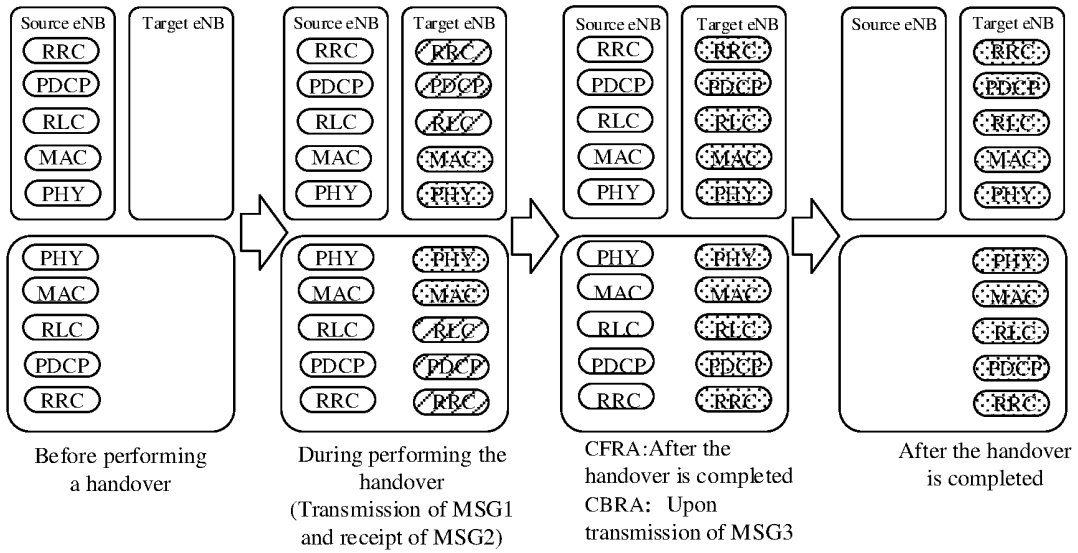 Source eNB
RRC
PDCP
RLC
MAC
PHY
Target eNB
PHY
MAC
RLC
PDCP
RRC
Before performing
a handover
Source eNB
RRC
PDCP
RLC
MAC
PHY
Target eNB
RRC
PDCP
RLC
MAC
PHY
PHY
MAC
RLC
PDCP
RRC
PHY
MAC
RLC
PDCP
RRC
During performing the
handover
(Transmission of MSG1
and receipt of MSG2)
Source eNB
RRC
PDCP
RLC
MAC
PHY
Target eNB
RRC
PDCP
RLC
MAC
PHY
PHY
MAC
RLC
PDCP
RRC
PHY
MAC
RLC
PDCP
RRC
CFRA:After the
handover is completed
CBRA: Upon
transmission of MSG3
Source eNB
Target eNB
RRC
PDCP
RLC
MAC
PHY
PHY
MAC
RLC
PDCP
RRC
After the handover
is completed